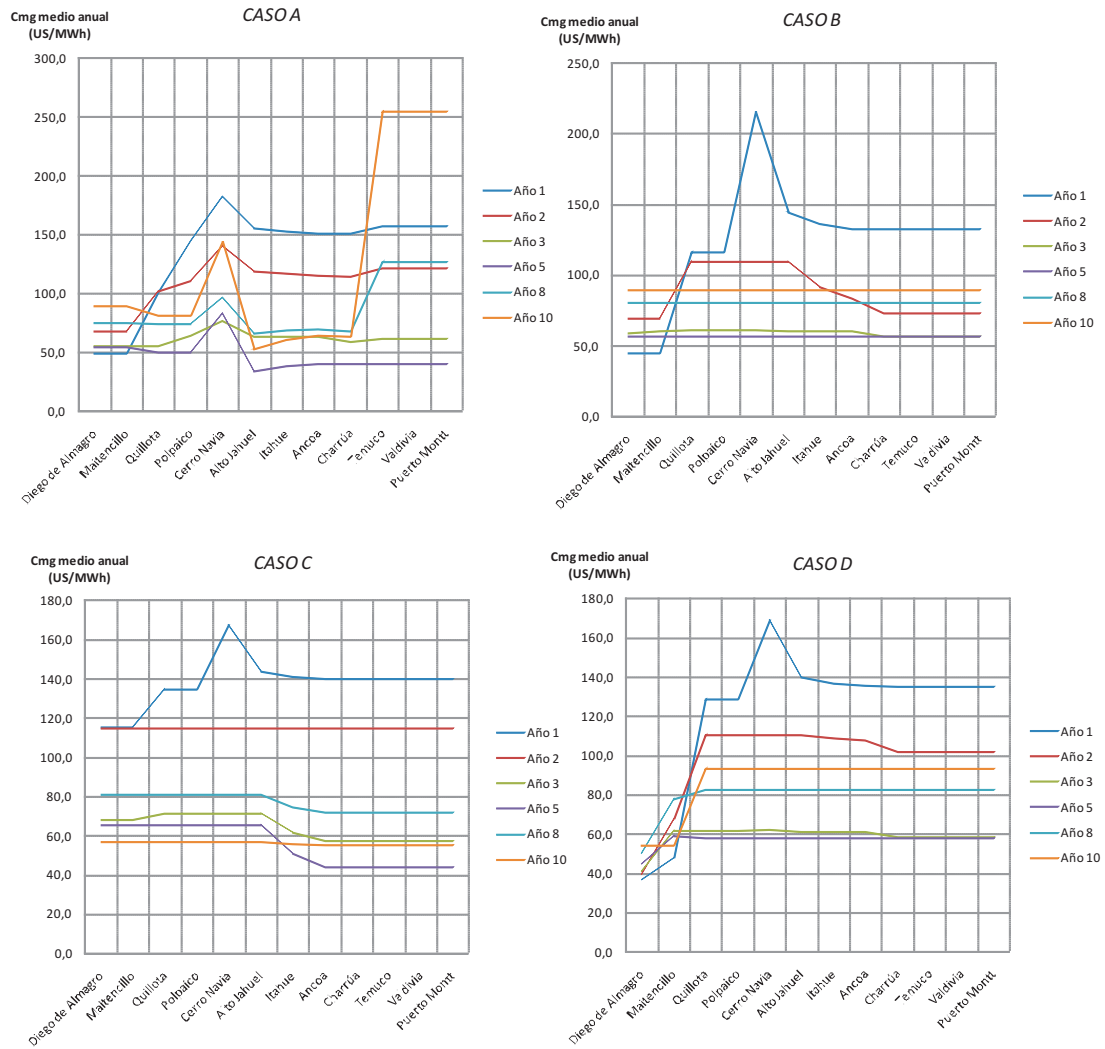 CASO A
Cmg medio anual
(US/MWh)
300,0
250,0
200,0
150,0
100,0
50,0
0,0
Diego de Almagro
Maitencillo
Quillota
Polpaico
Cerro Navia
Alto Jahuel
Itahue
Ancoa
Charrúa
Temuco
Valdivia
Puerto Montt
Año 1
Año 2
Año 3
Año 5
Año 8
Año 10
CASO B
Cmg medio anual
(US/MWh)
250,0
200,0
150,0
100,0
50,0
0,0
Diego de Almagro
Maitencillo
Quillota
Polpaico
Cerro Navia
Alto Jahuel
Itahue
Ancoa
Charrúa
Temuco
Valdivia
Puerto Montt
Año 1
Año 2
Año 3
Año 5
Año 8
Año 10
CASO C
Cmg medio anual
(US/MWh)
180,0
160,0
140,0
120,0
100,0
80,0
60,0
40,0
20,0
0,0
Diego de Almagro
Maitencillo
Quillota
Polpaico
Cerro Navia
Alto Jahuel
Itahue
Ancoa
Charrúa
Temuco
Valdivia
Puerto Montt
Año 1
Año 2
Año 3
Año 5
Año 8
Año 10
CASO D
Cmg medio anual
(US/MWh)
180,0
160,0
140,0
120,0
100,0
80,0
60,0
40,0
20,0
0,0
Diego de Almagro
Maitencillo
Quillota
Polpaico
Cerro Navia
Alto Jahuel
Itahue
Ancoa
Charrúa
Temuco
Valdivia
Puerto Montt
Año 1
Año 2
Año 3
Año 5
Año 8
Año 10